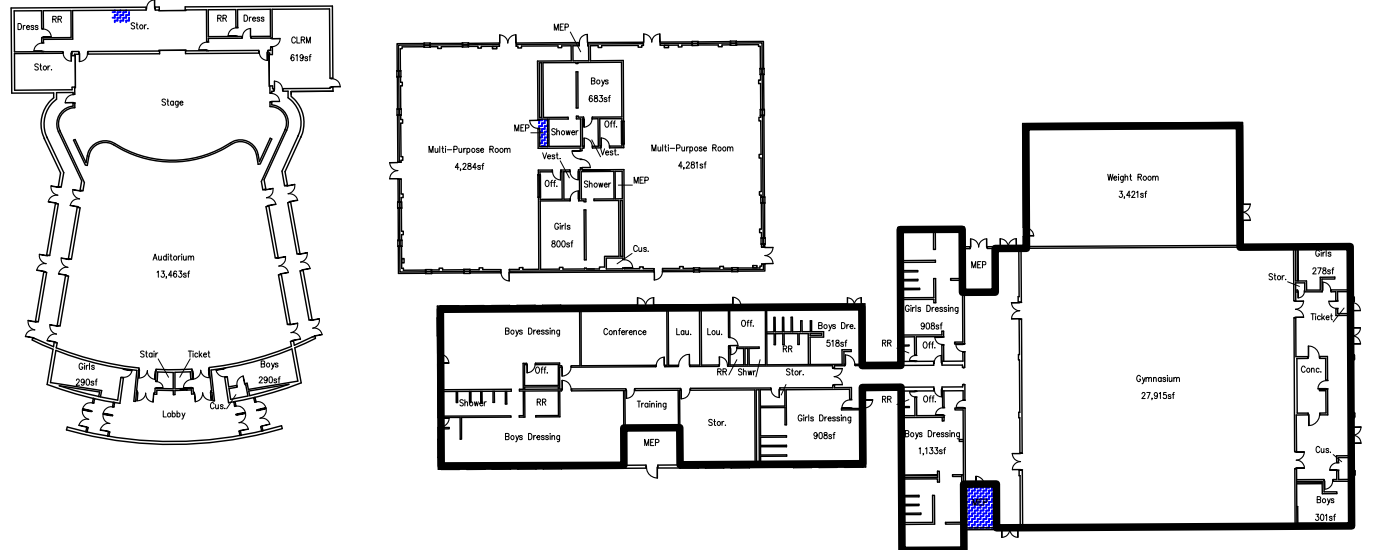 Dress
RR
Stor.
RR
Dress
CLRM
619sf
Stor.
Stage
Auditorium
13,463sf
Stair
Ticket
Girls
290sf
Boys
290sf
Cus.
Lobby
MEP
Boys
683sf
MEP
Shower
Off.
Vest.
Vest.
Multi-Purpose Room
4,284sf
Multi-Purpose Room
4,281sf
Off.
Shower
MEP
Girls
800sf
Cus.
Boys Dressing
Conference
Lau.
Lou.
Off.
Boys Dre.
518sf
RR
RR
Shwr
Stor.
Off.
Shower
RR
Training
Stor.
Girls Dressing
908sf
Boys Dressing
MEP
Weight Room
3,421sf
MEP
Girls Dressing
908sf
RR
Off.
RR
Off.
Boys Dressing
1,133sf
Gymnasium
27,915sf
Girls
278sf
Stor.
Ticket
Conc.
Cus.
Boys
301sf